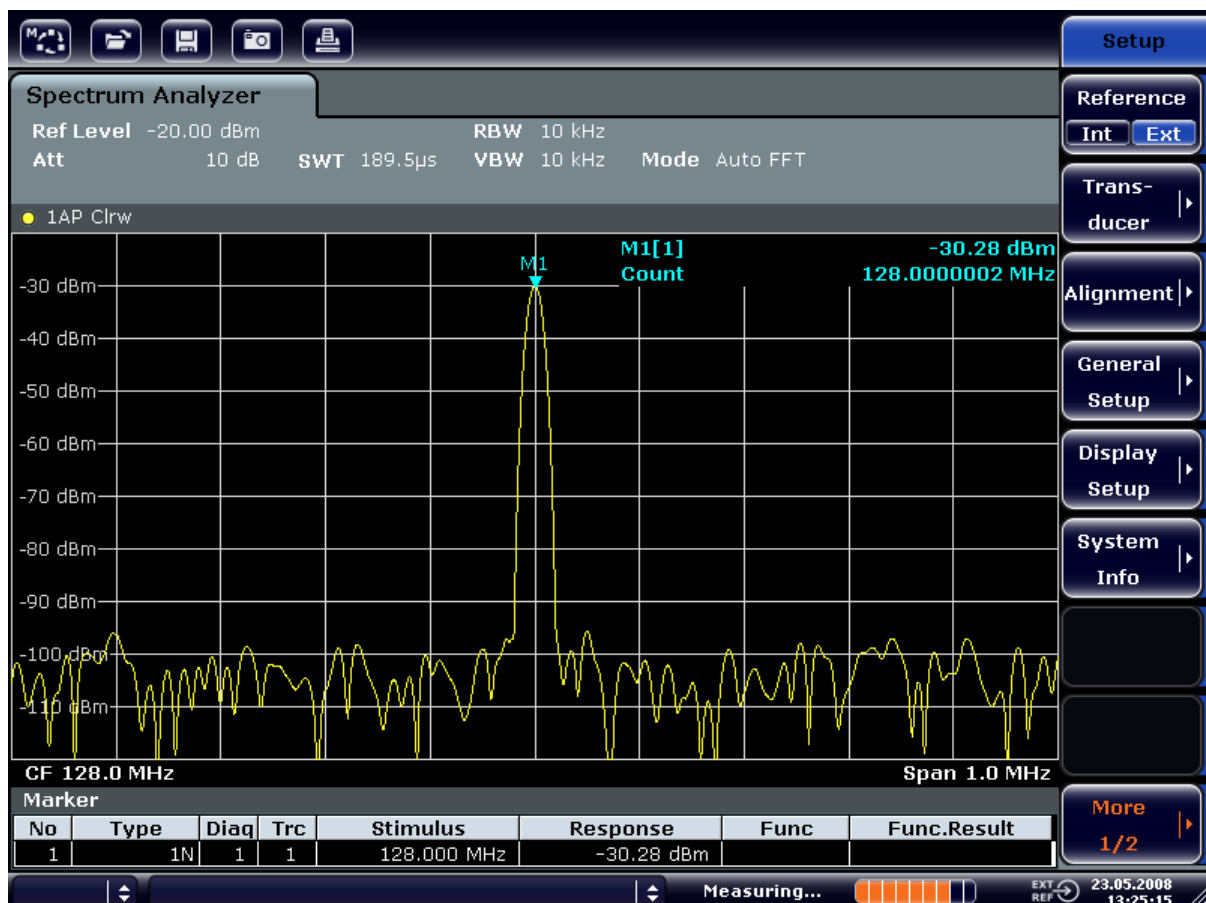 M
Setup
Spectrum Analyzer
Ref Level -20.00 dBm RBW 10 kHz
Att 10 dB SWT 189.5µs VBW 10 kHz Mode Auto FFT
1AP Clrw
M1[1] -30.28 dBm
Count 128.0000002 MHz
M1
-30 dBm
-40 dBm
-50 dBm
-60 dBm
-70 dBm
-80 dBm
-90 dBm
-100 dBm
-110 dBm
CF 128.0 MHz Span 1.0 MHz
Marker
No Type Diaq Trc Stimulus Response Func Func.Result
1 1N 1 1 128.000 MHz -30.28 dBm
Measuring... EXT REF 23.05.2008
13:25:15
Reference
Int Ext
Trans-
ducer
Alignment
General
Setup
Display
Setup
System
Info
More
1/2